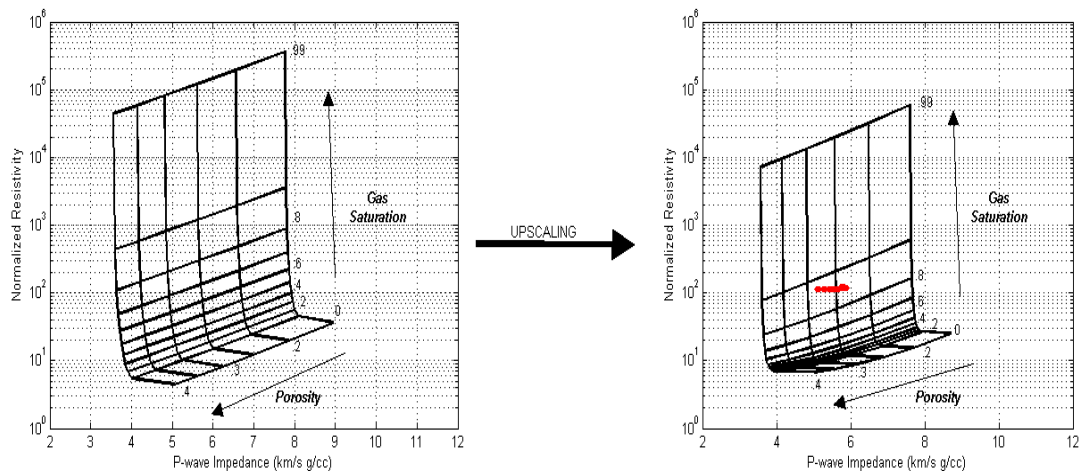 10^6
10^5
10^4
10^3
10^2
10^1
10^0
Normalized Resistivity
.99
.8
.6
.4
.2
0
.2
.3
.4
Gas
Saturation
Porosity
2 3 4 5 6 7 8 9 10 11 12
P-wave Impedance (km/s g/cc)
UPSCALING
10^6
10^5
10^4
10^3
10^2
10^1
10^0
Normalized Resistivity
.99
.8
.6
.4
.2
0
.2
.3
.4
Gas
Saturation
Porosity
2 4 6 8 10 12
P-wave Impedance (km/s g/cc)